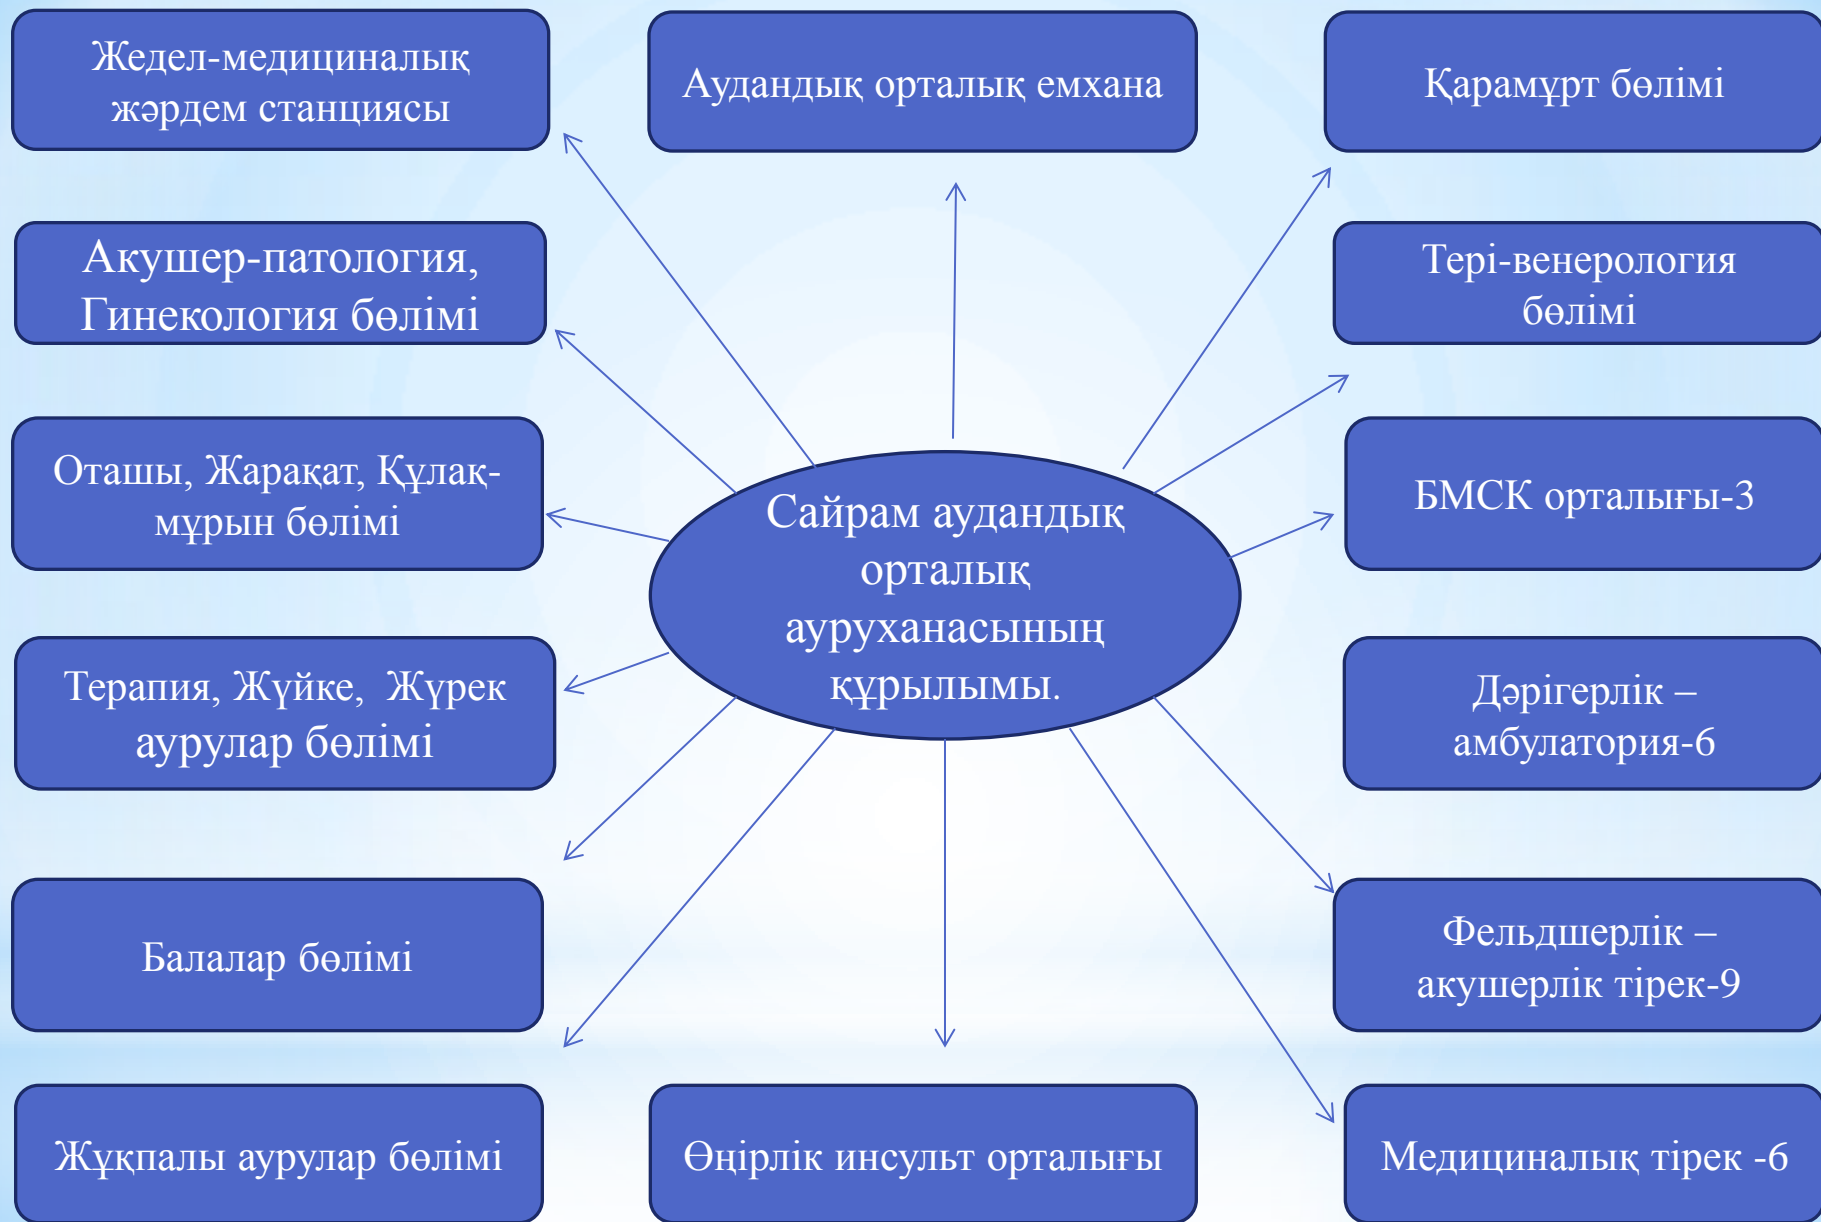 Жедел-медициналық
жәрдем станциясы
Аудандық орталық емхана
Қарамұрт бөлімі
Акушер-патология,
Гинекология бөлімі
Тері-венерология
бөлімі
Оташы, Жарақат, Құлақ-
мұрын бөлімі
БМСК орталығы-3
Сайрам аудандық
орталық
ауруханасының
құрылымы.
Терапия, Жүйке, Жүрек
аурулар бөлімі
Дәрігерлік –
амбулатория-6
Балалар бөлімі
Фельдшерлік –
акушерлік тірек-9
Жұқпалы аурулар бөлімі
Өңірлік инсульт орталығы
Медициналық тірек -6